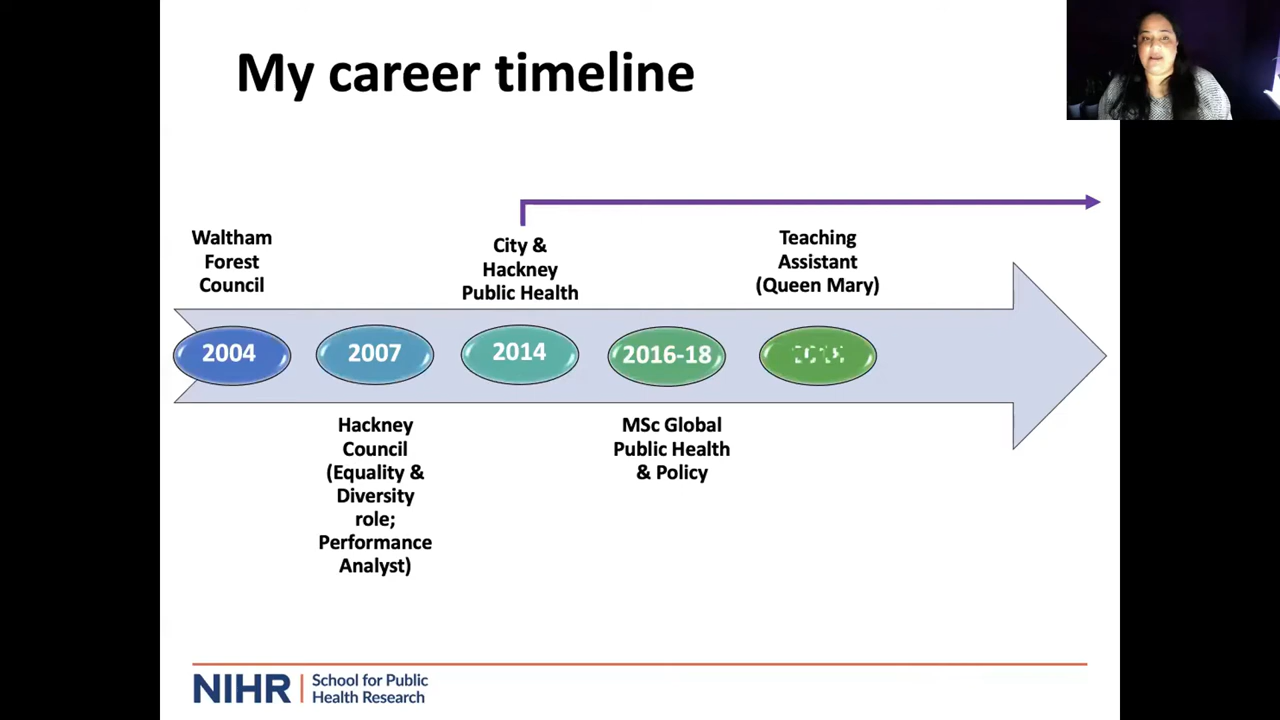 My career timeline
Waltham
Forest
Council
City &
Hackney
Public Health
Teaching
Assistant
(Queen Mary)
2004
2007
2014
2016-18
Hackney
Council
(Equality &
Diversity
role;
Performance
Analyst)
MSc Global
Public Health
& Policy
NIHR
School for Public
Health Research